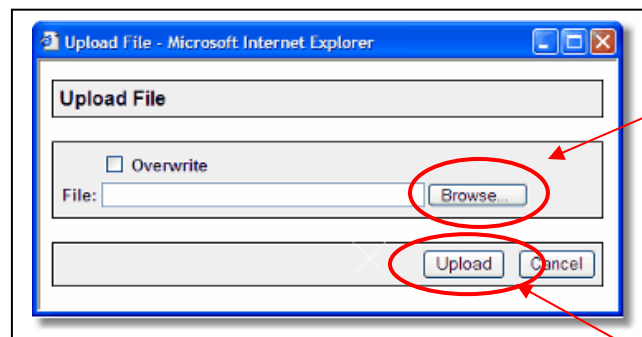 Upload File - Microsoft Internet Explorer
Upload File
Overwrite
File: Browse...
Upload Cancel